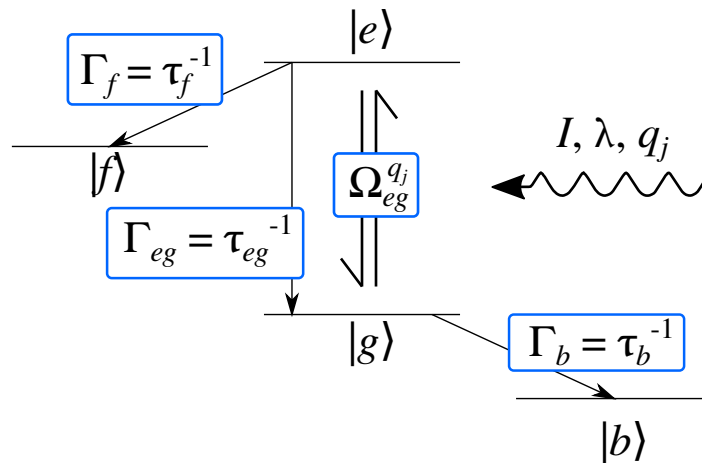 |e⟩
Γ_f = τ_f^-1
I, λ, q_j
|f⟩
Ω_eg^q_j
Γ_eg = τ_eg^-1
|g⟩
Γ_b = τ_b^-1
|b⟩